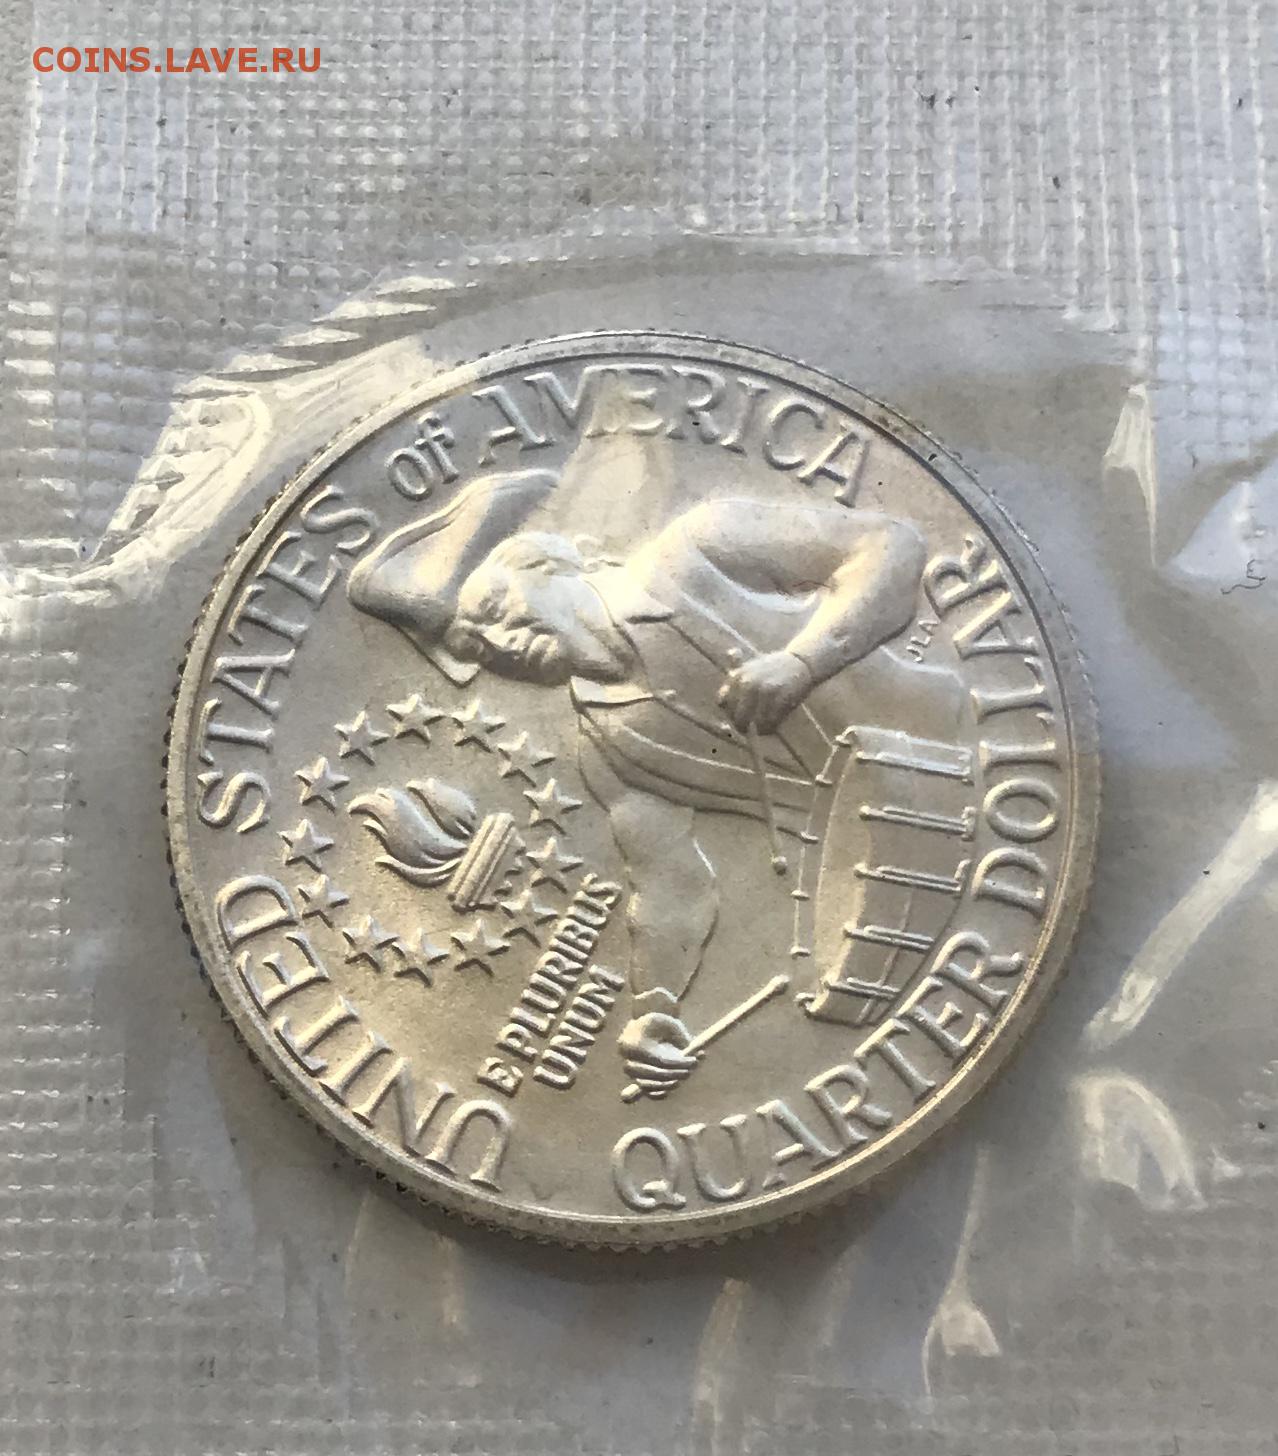 COINS.LAVE.RU
UNITED STATES of AMERICA
JLA
E PLURIBUS
UNUM
QUARTER DOLLAR